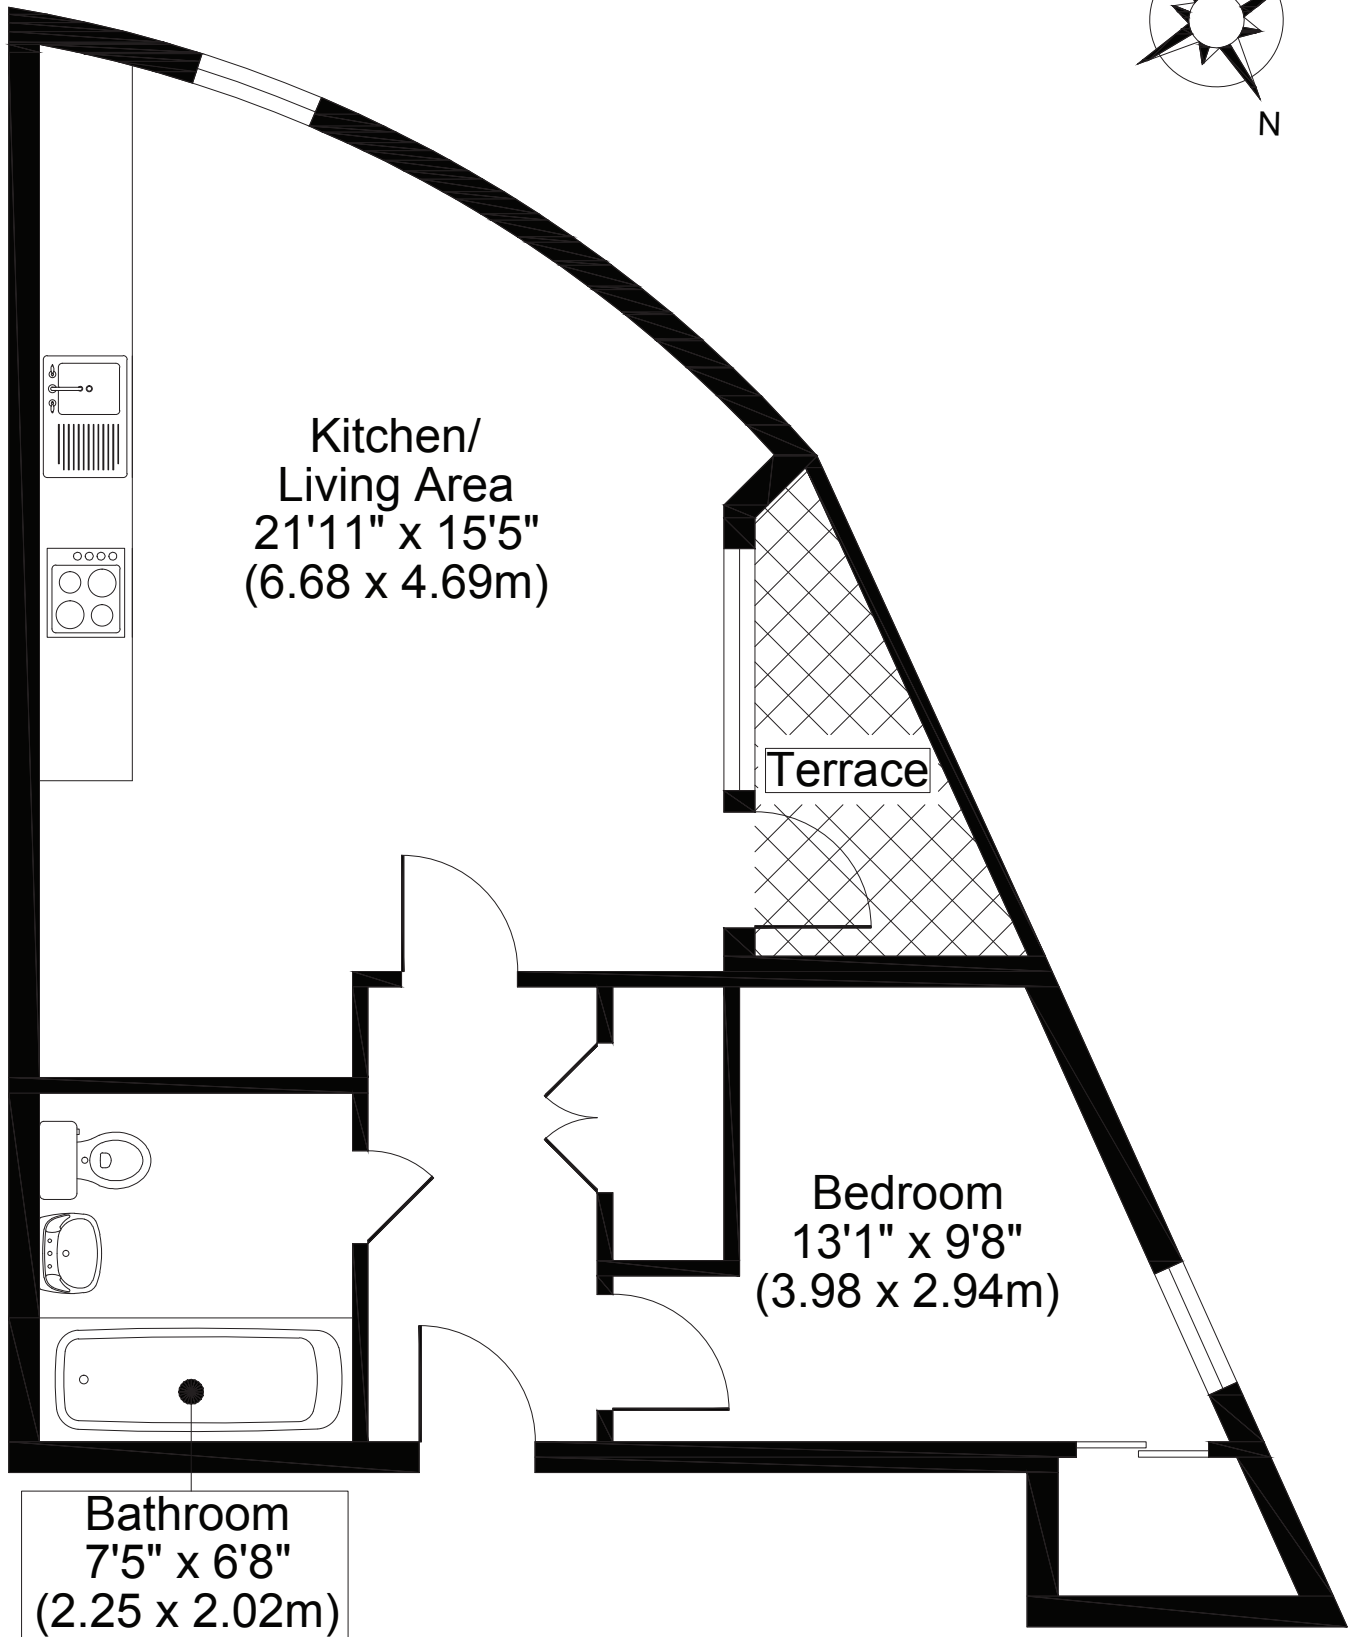 N
Kitchen/
Living Area
21'11" x 15'5"
(6.68 x 4.69m)
Terrace
Bedroom
13'1" x 9'8"
(3.98 x 2.94m)
Bathroom
7'5" x 6'8"
(2.25 x 2.02m)